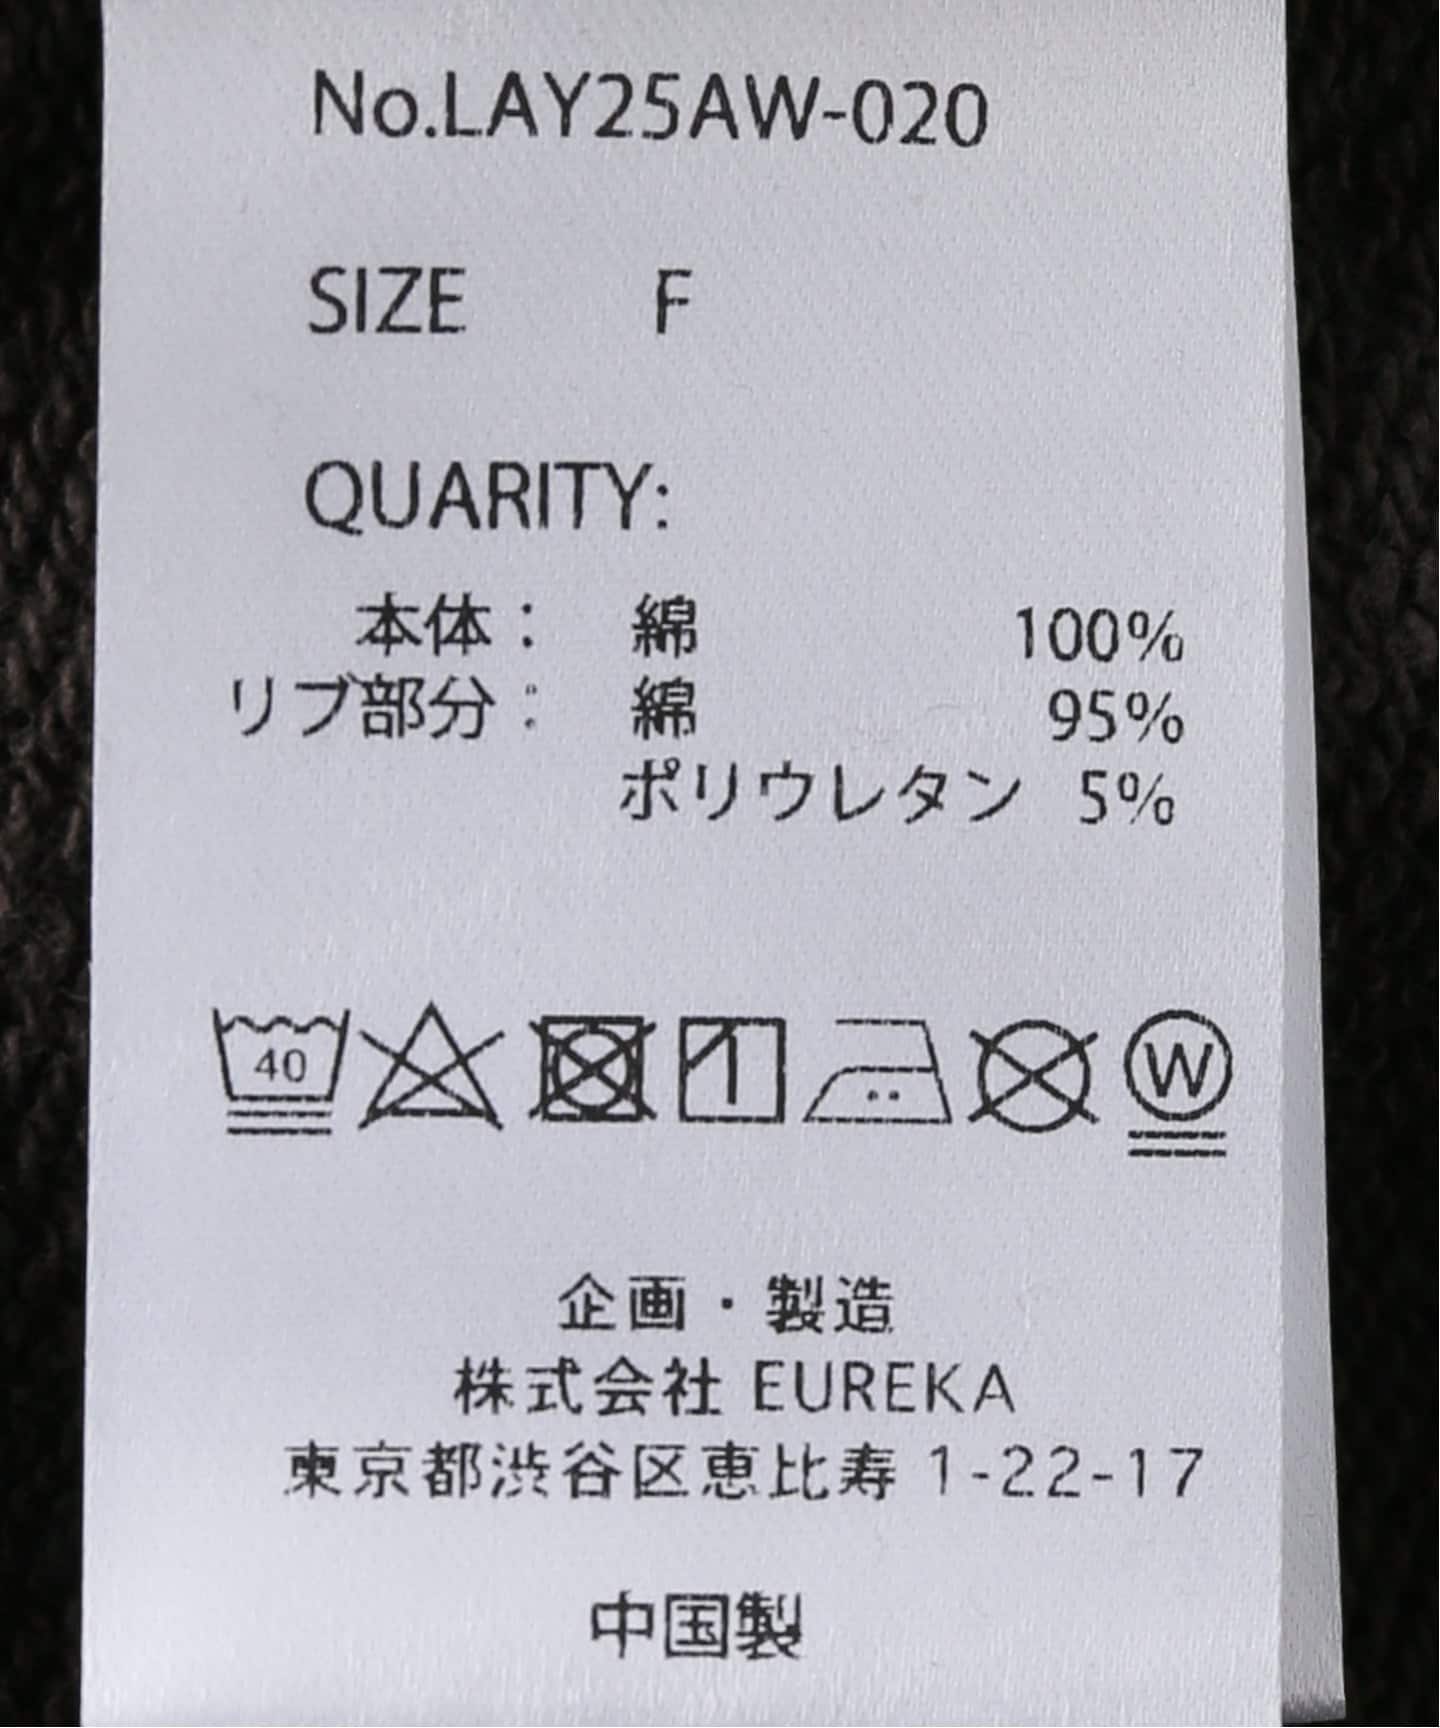 No.LAY25AW-020
SIZE F
QUARITY:
本体： 綿 100%
リブ部分： 綿 95%
ポリウレタン 5%
40
W
企画・製造
株式会社 EUREKA
東京都渋谷区恵比寿 1-22-17
中国製